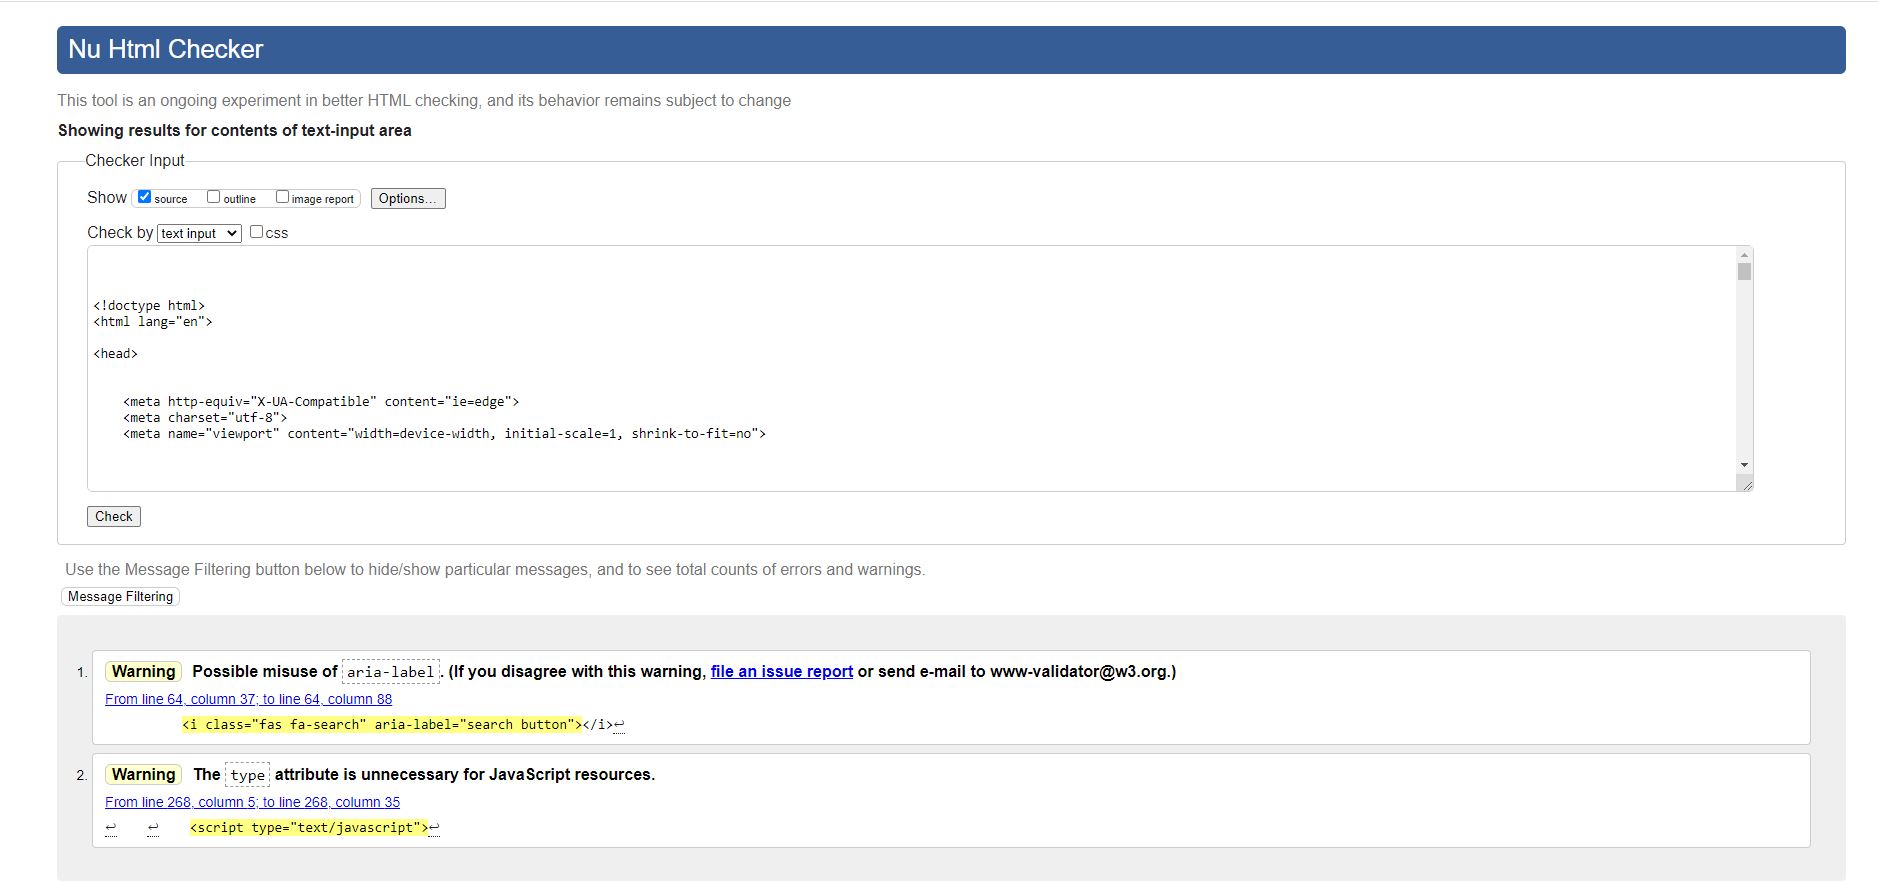 Nu Html Checker
This tool is an ongoing experiment in better HTML checking, and its behavior remains subject to change
Showing results for contents of text-input area
Checker Input
Show source outline image report Options...
Check by text input css
<!doctype html>
<html lang="en">
<head>
<meta http-equiv="X-UA-Compatible" content="ie=edge">
<meta charset="utf-8">
<meta name="viewport" content="width=device-width, initial-scale=1, shrink-to-fit=no">
Check
Use the Message Filtering button below to hide/show particular messages, and to see total counts of errors and warnings.
Message Filtering
1. Warning Possible misuse of aria-label. (If you disagree with this warning, file an issue report or send e-mail to www-validator@w3.org.)
From line 64, column 37; to line 64, column 88
<i class="fas fa-search" aria-label="search button"></i>↩
2. Warning The type attribute is unnecessary for JavaScript resources.
From line 268, column 5; to line 268, column 35
↩ ↩ <script type="text/javascript">↩